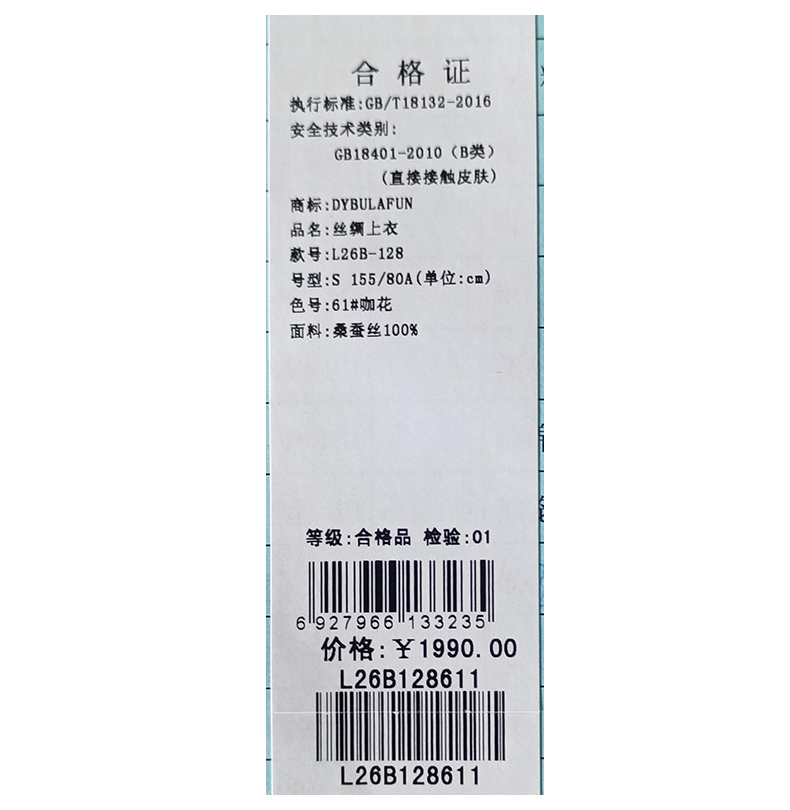 合格证
执行标准:GB/T18132-2016
安全技术类别:
GB18401-2010（B类）
(直接接触皮肤)
商标:DYBULAFUN
品名:丝绸上衣
款号:L26B-128
号型:S 155/80A(单位:cm)
色号:61#咖花
面料:桑蚕丝100%
等级:合格品 检验:01
6 927966 133235
价格:￥1990.00
L26B128611
L26B128611